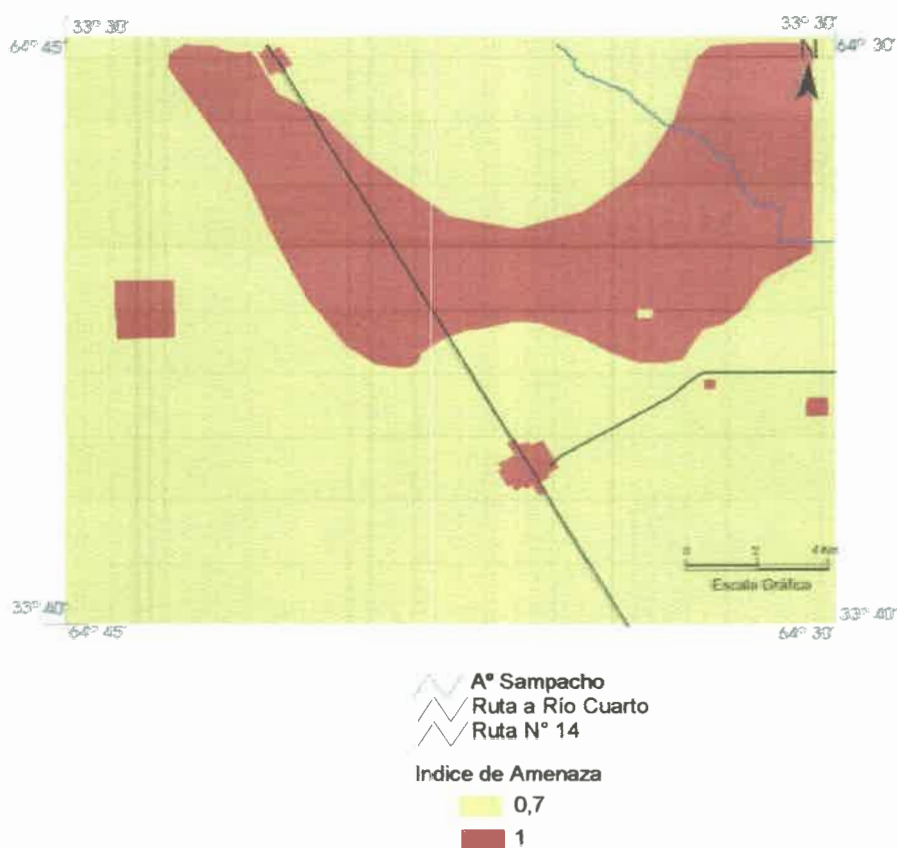 33° 30'
33° 30'
64° 45'
64° 30'
N
0 2 4 Km
Escala Gráfica
33° 40'
33° 40'
64° 45'
64° 30'
A° Sampacho
Ruta a Río Cuarto
Ruta N° 14
Indice de Amenaza
0,7
1